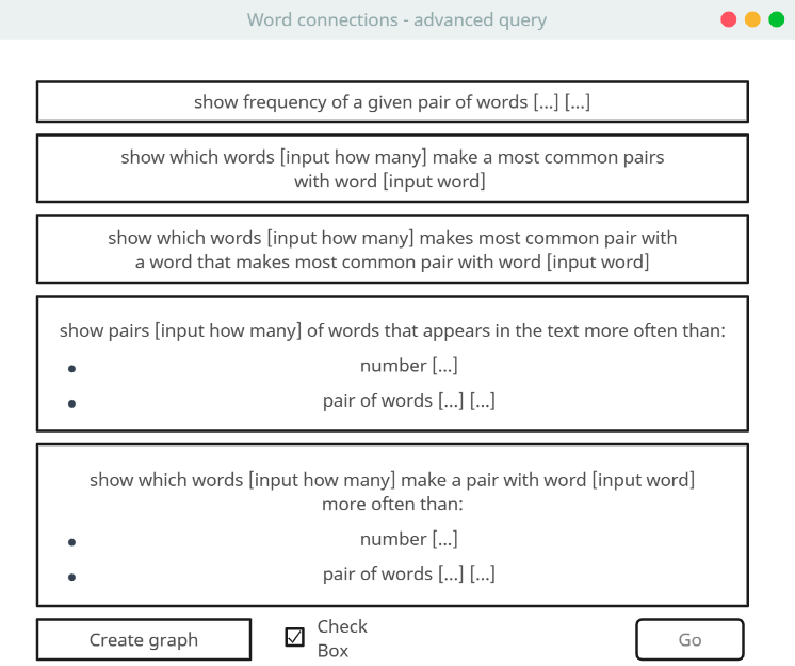 Word connections - advanced query
show frequency of a given pair of words [...] [...]
show which words [input how many] make a most common pairs
with word [input word]
show which words [input how many] makes most common pair with
a word that makes most common pair with word [input word]
show pairs [input how many] of words that appears in the text more often than:
number [...]
pair of words [...] [...]
show which words [input how many] make a pair with word [input word]
more often than:
number [...]
pair of words [...] [...]
Create graph
Check
Box
Go